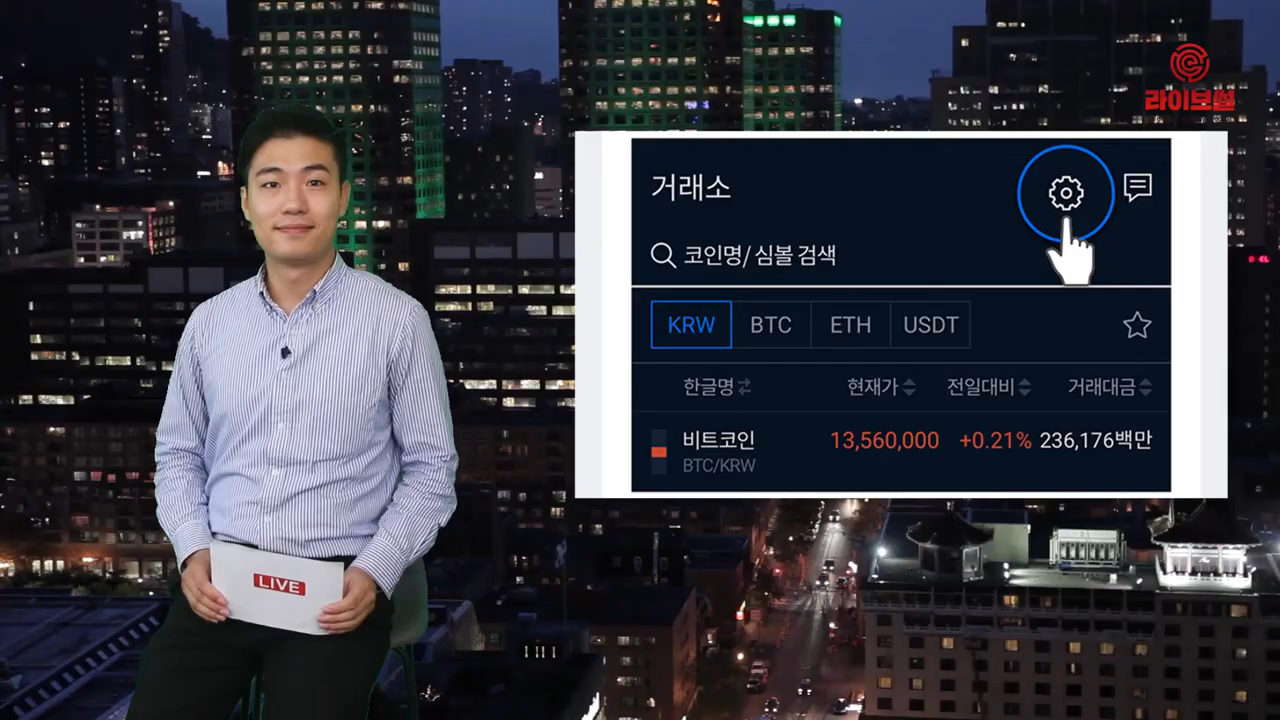 라이브썰
거래소
코인명/심볼 검색
KRW BTC ETH USDT
한글명 현재가 전일대비 거래대금
비트코인 13,560,000 +0.21% 236,176백만
BTC/KRW
LIVE